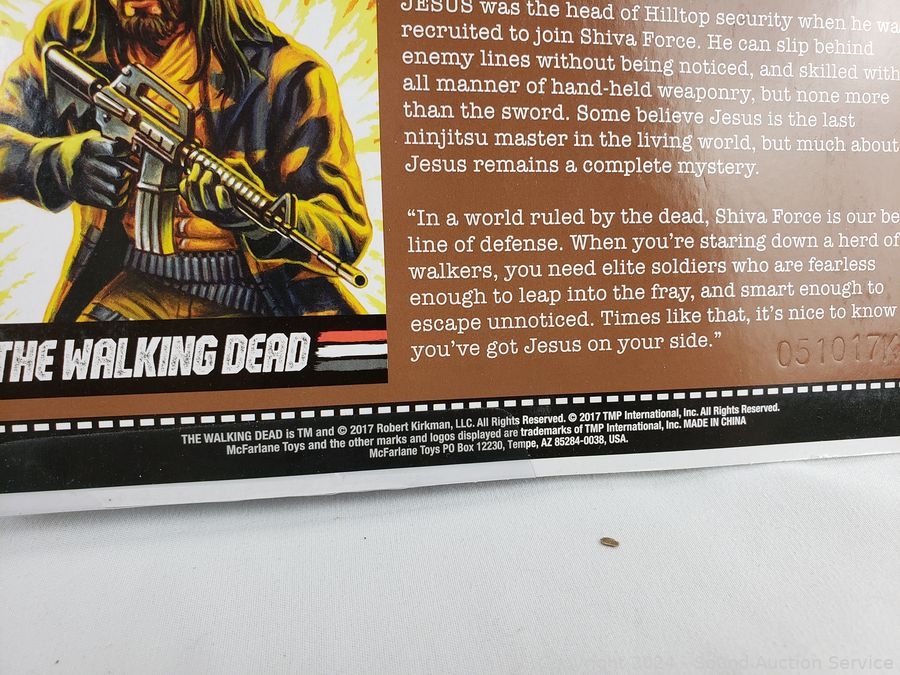 JESUS was the head of Hilltop security when he wa
recruited to join Shiva Force. He can slip behind
enemy lines without being noticed, and skilled with
all manner of hand-held weaponry, but none more
than the sword. Some believe Jesus is the last
ninjitsu master in the living world, but much about
Jesus remains a complete mystery.
“In a world ruled by the dead, Shiva Force is our be
line of defense. When you’re staring down a herd of
walkers, you need elite soldiers who are fearless
enough to leap into the fray, and smart enough to
escape unnoticed. Times like that, it’s nice to know
you’ve got Jesus on your side.”
051017K
THE WALKING DEAD
THE WALKING DEAD is TM and © 2017 Robert Kirkman, LLC. All Rights Reserved. © 2017 TMP International, Inc. All Rights Reserved.
McFarlane Toys and the other marks and logos displayed are trademarks of TMP International, Inc. MADE IN CHINA
McFarlane Toys PO Box 12230, Tempe, AZ 85284-0038, USA.
Copyright 2024 - Sound Auction Service